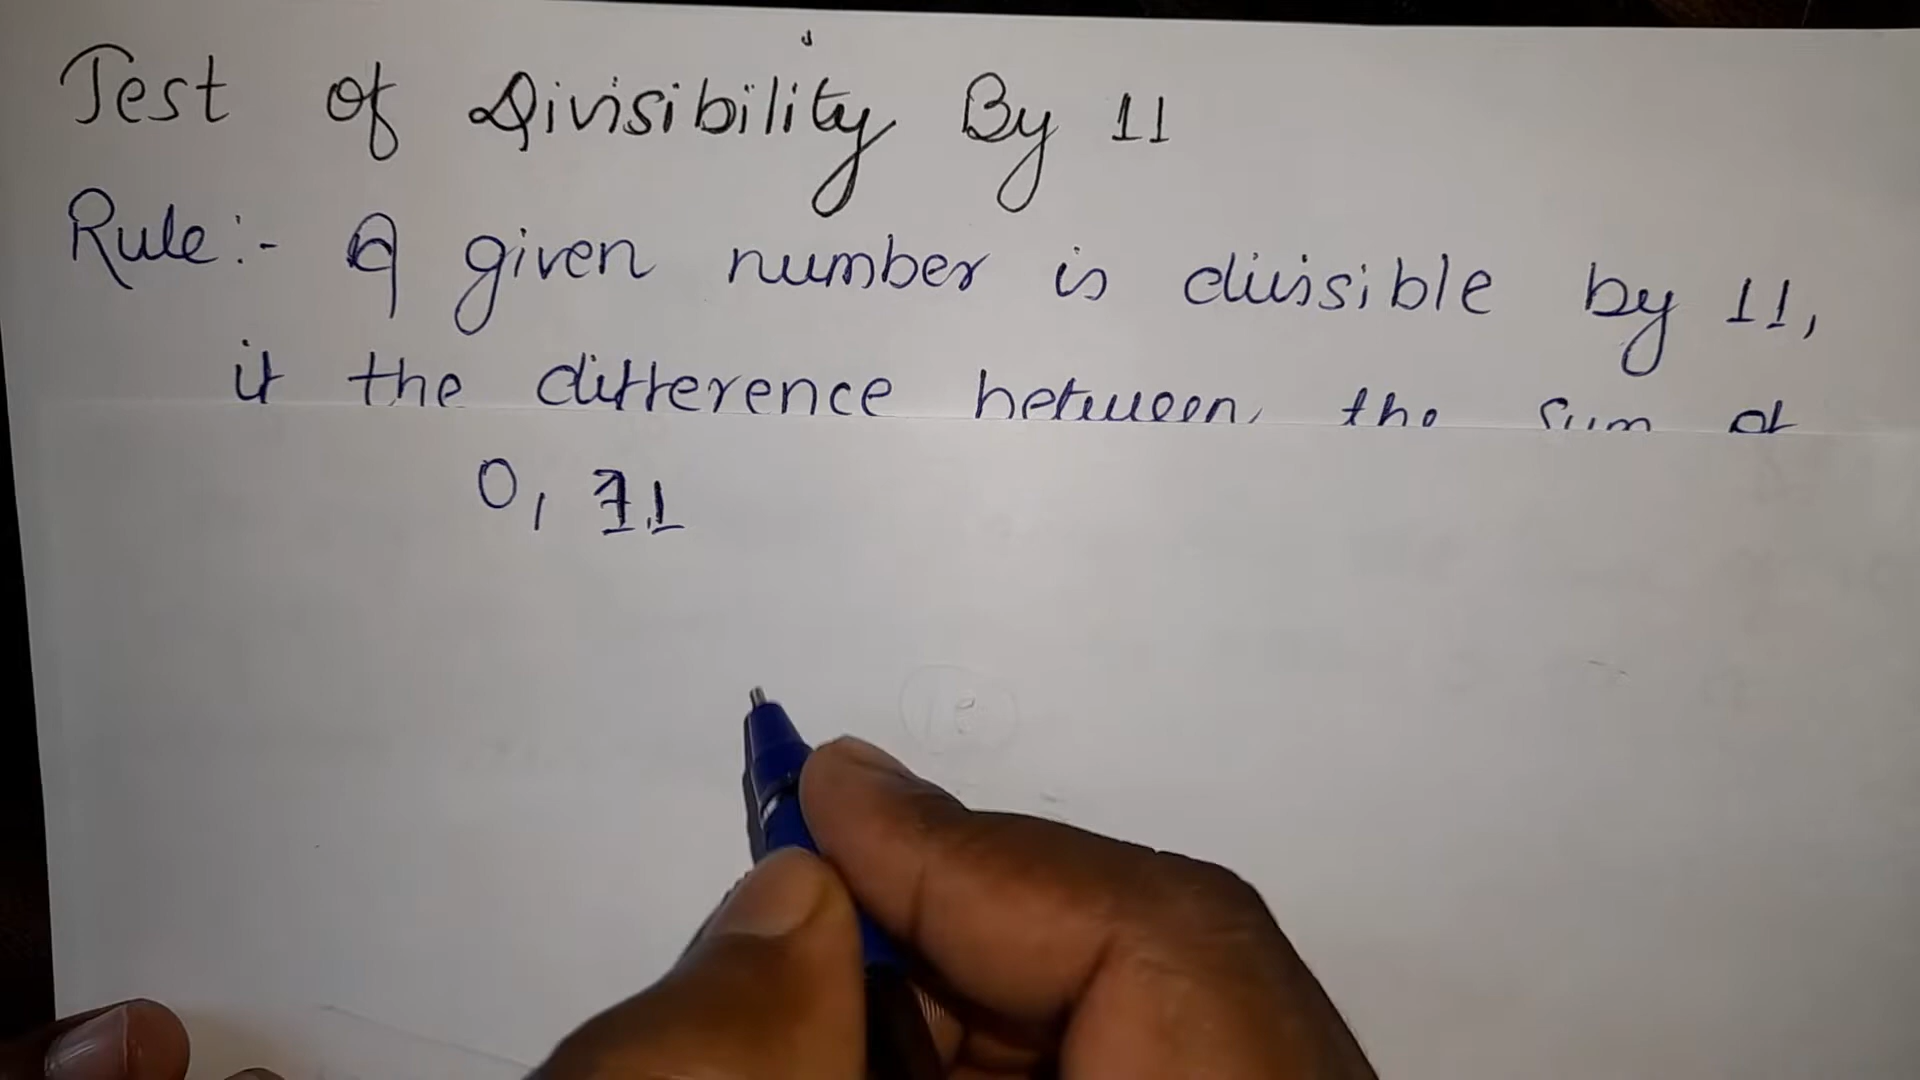 Test of Divisibility By 11
Rule:- A given number is divisible by 11,
if the difference between the sum of
0, 11